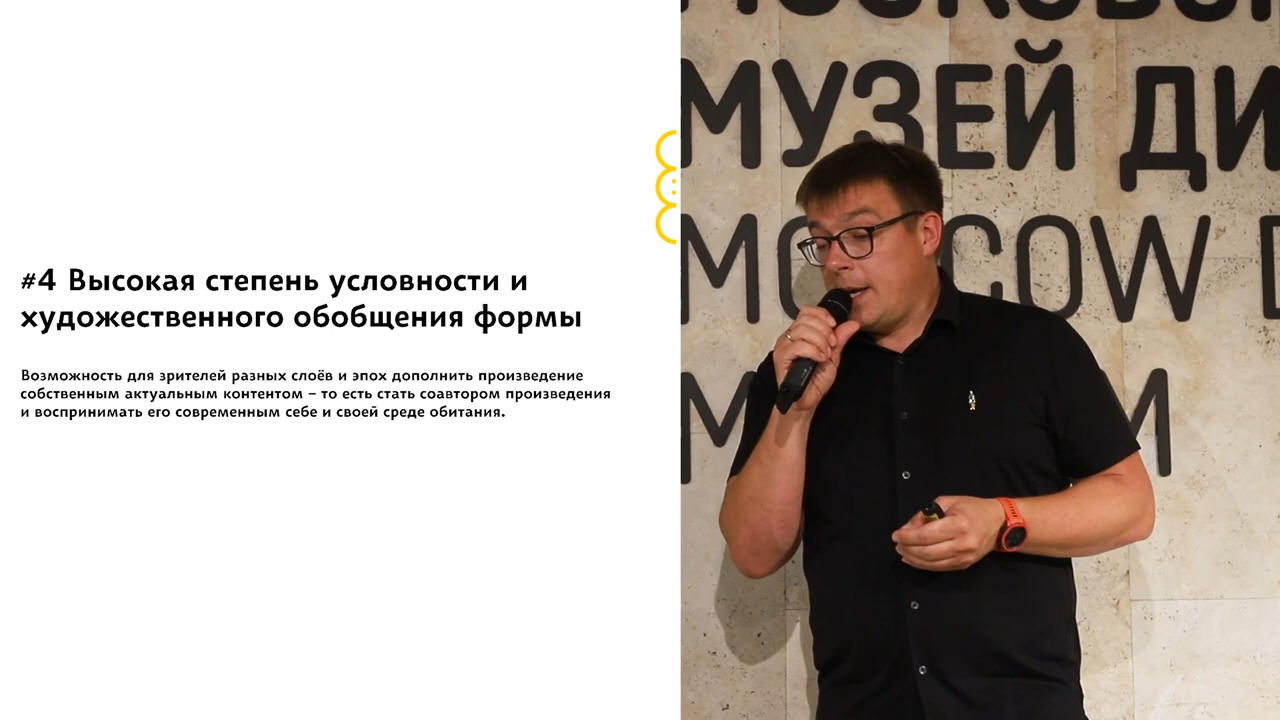 #4 Высокая степень условности и
художественного обобщения формы
Возможность для зрителей разных слоёв и эпох дополнить произведение
собственным актуальным контентом – то есть стать соавтором произведения
и воспринимать его современным себе и своей среде обитания.
МУЗЕЙ ДИ
MOSCOW D
M